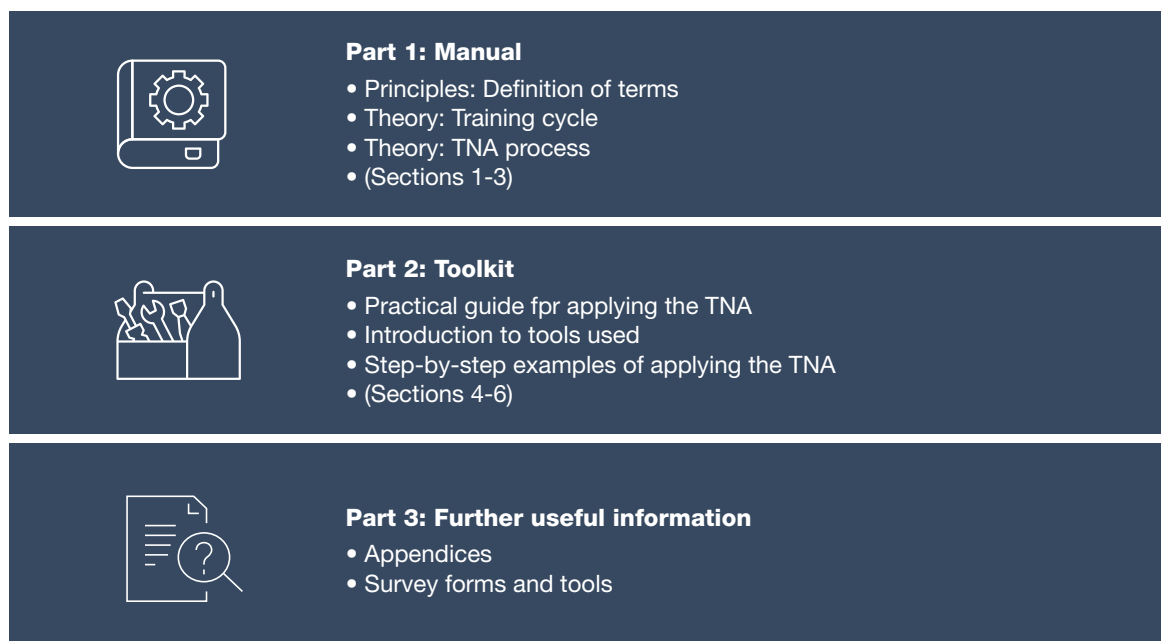 Part 1: Manual
• Principles: Definition of terms
• Theory: Training cycle
• Theory: TNA process
• (Sections 1-3)
Part 2: Toolkit
• Practical guide fpr applying the TNA
• Introduction to tools used
• Step-by-step examples of applying the TNA
• (Sections 4-6)
?
Part 3: Further useful information
• Appendices
• Survey forms and tools